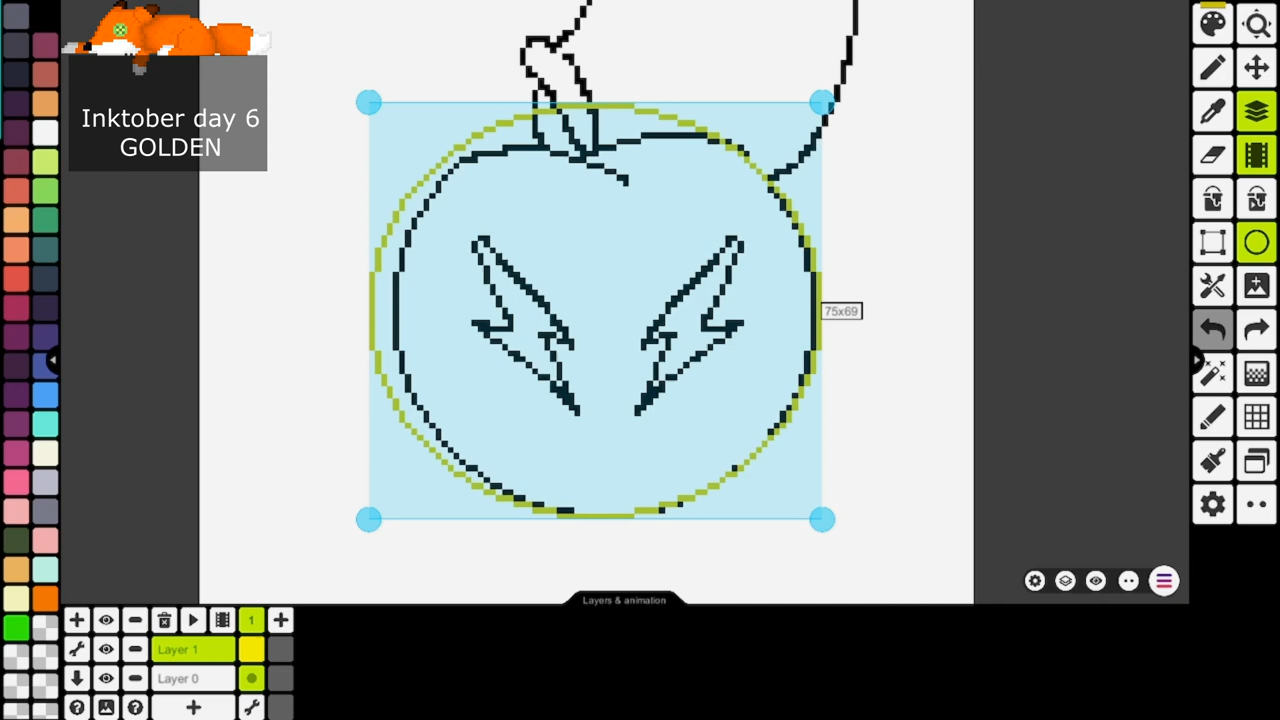 Inktober day 6
GOLDEN
75x69
Layers & animation
1
Layer 1
Layer 0